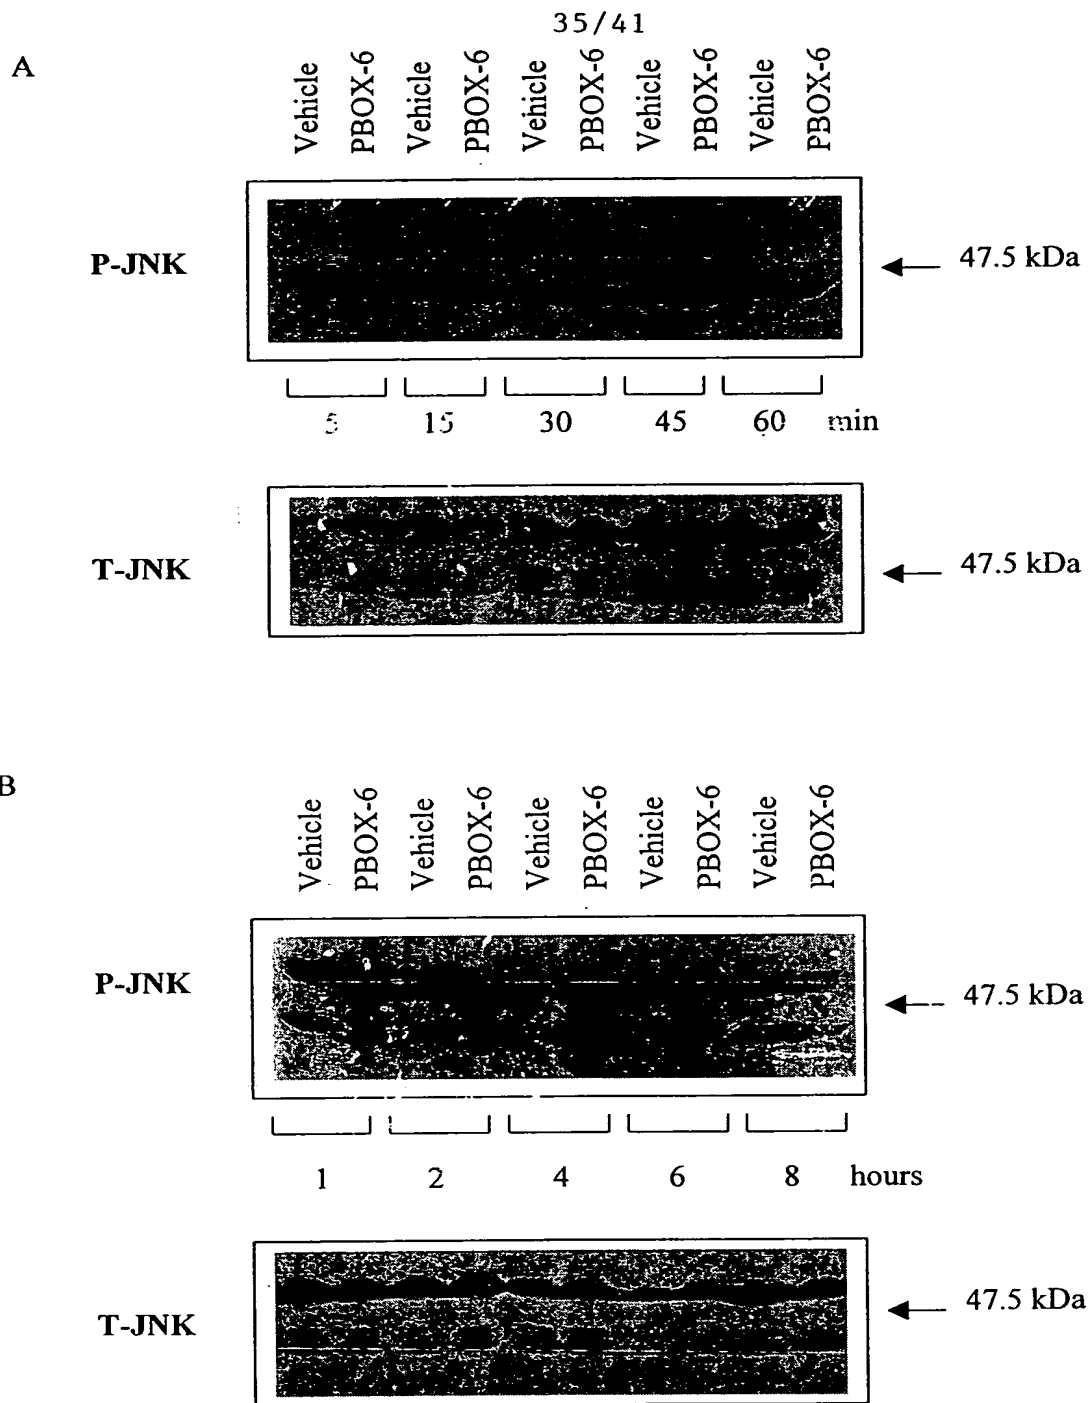 35/41
A
Vehicle PBOX-6 Vehicle PBOX-6 Vehicle PBOX-6 Vehicle PBOX-6 Vehicle PBOX-6
P-JNK
47.5 kDa
5 15 30 45 60 min
T-JNK
47.5 kDa
B
Vehicle PBOX-6 Vehicle PBOX-6 Vehicle PBOX-6 Vehicle PBOX-6 Vehicle PBOX-6
P-JNK
47.5 kDa
1 2 4 6 8 hours
T-JNK
47.5 kDa